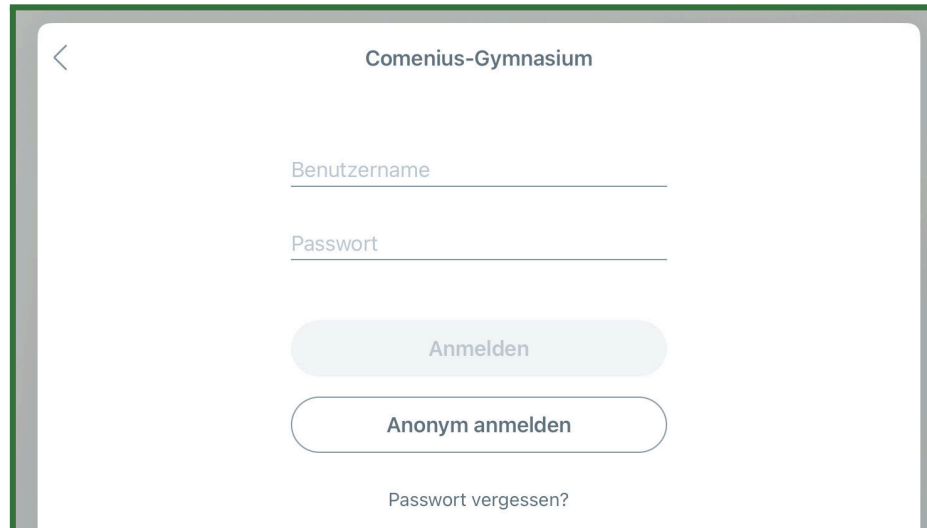 Comenius-Gymnasium
Benutzername
Passwort
Anmelden
Anonym anmelden
Passwort vergessen?